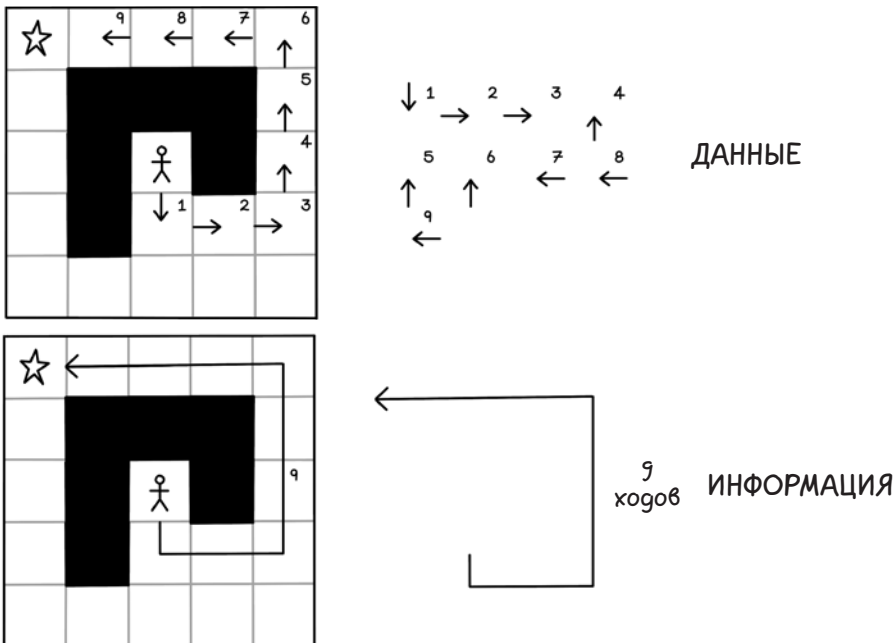 9 8 7 6
5
4
1 2 3
1 2 3 4
5 6 7 8
9
ДАННЫЕ
9
9
ходов
ИНФОРМАЦИЯ